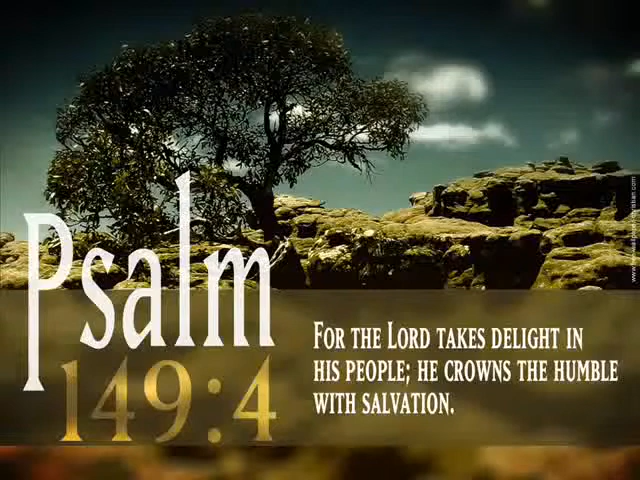 Psalm
149:4
For the Lord takes delight in
his people; he crowns the humble
with salvation.